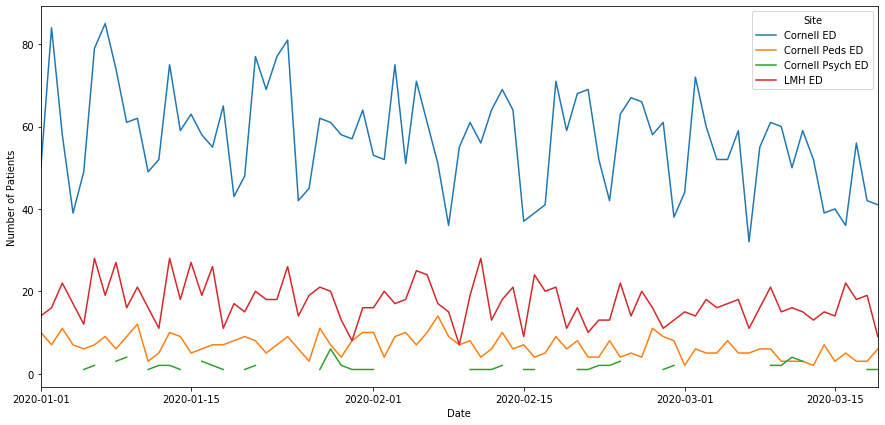 Site
Cornell ED
Cornell Peds ED
Cornell Psych ED
LMH ED
Number of Patients
80
60
40
20
0
2020-01-01
2020-01-15
2020-02-01
2020-02-15
2020-03-01
2020-03-15
Date